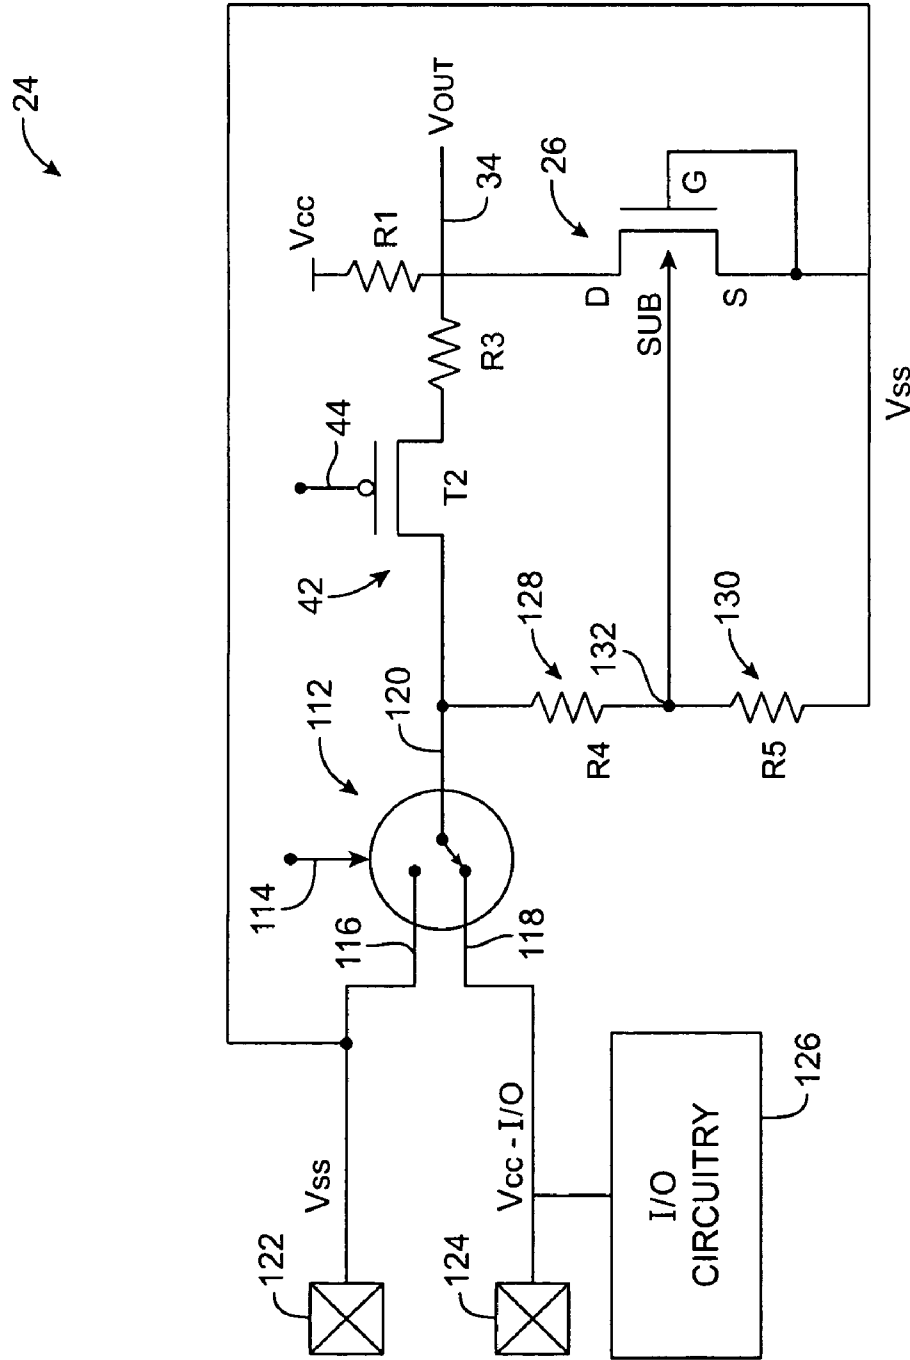 24
Vcc
R1
VOUT
34
26
D
G
SUB
S
R3
44
T2
42
Vss
128
132
130
R4
R5
120
112
114
116
118
Vss
Vcc - I/O
122
124
I/O
CIRCUITRY
126